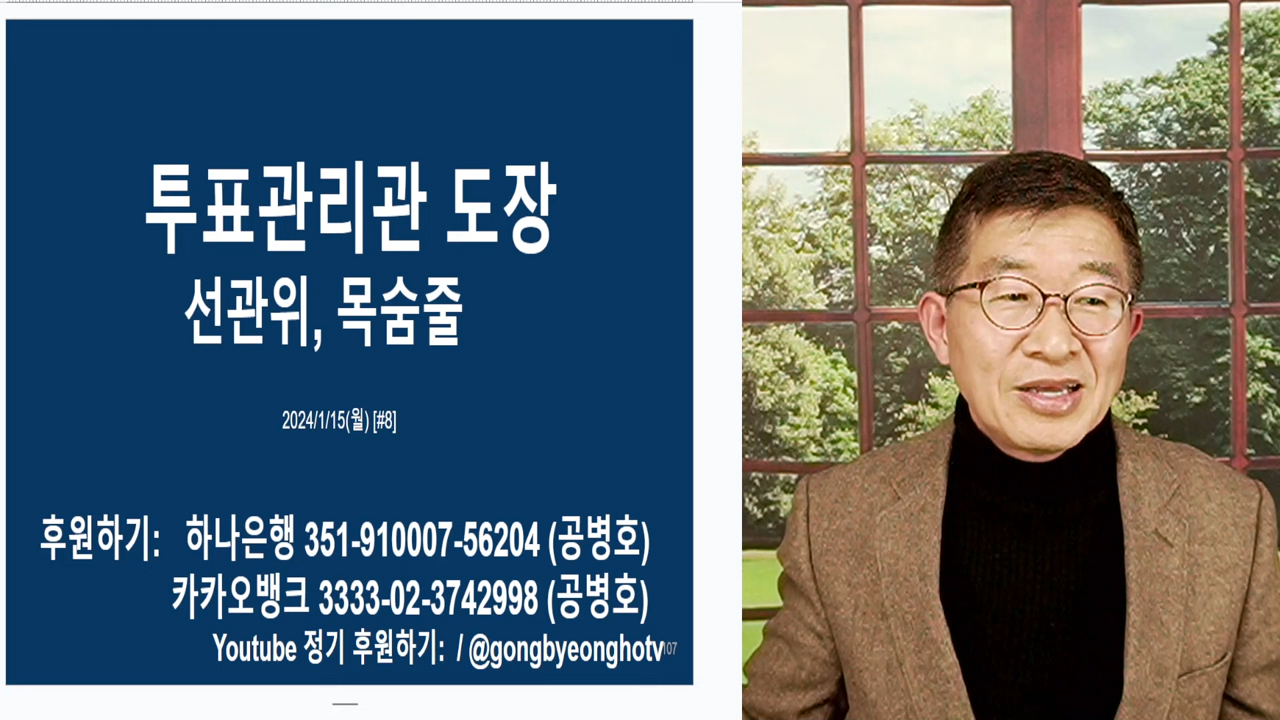 투표관리관 도장
선관위, 목숨줄
2024/1/15(월) [#8]
후원하기: 하나은행 351-910007-56204 (공병호)
카카오뱅크 3333-02-3742998 (공병호)
Youtube 정기 후원하기: / @gongbyeonghotv
107